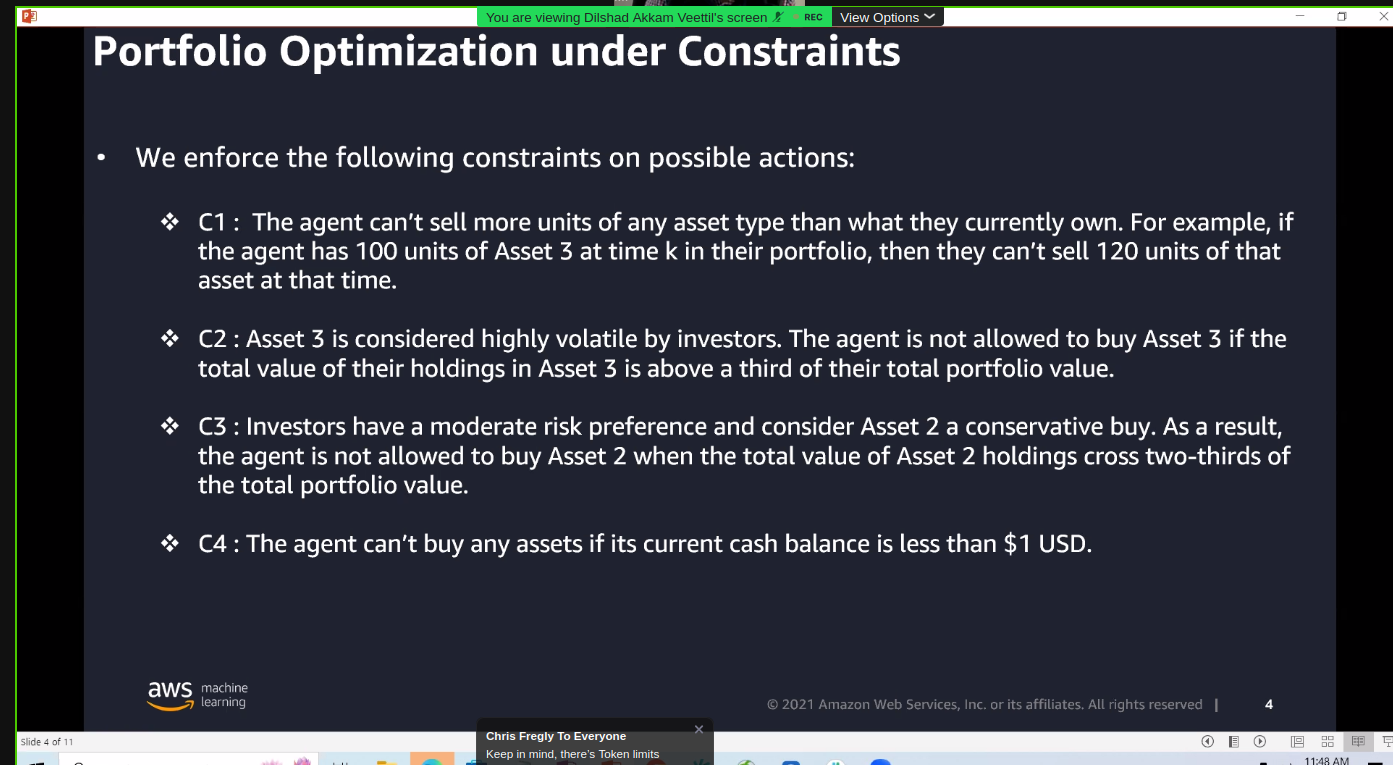 You are viewing Dilshad Akkam Veettil's screen REC View Options
Portfolio Optimization under Constraints
• We enforce the following constraints on possible actions:
❖ C1 : The agent can't sell more units of any asset type than what they currently own. For example, if
the agent has 100 units of Asset 3 at time k in their portfolio, then they can't sell 120 units of that
asset at that time.
❖ C2 : Asset 3 is considered highly volatile by investors. The agent is not allowed to buy Asset 3 if the
total value of their holdings in Asset 3 is above a third of their total portfolio value.
❖ C3 : Investors have a moderate risk preference and consider Asset 2 a conservative buy. As a result,
the agent is not allowed to buy Asset 2 when the total value of Asset 2 holdings cross two-thirds of
the total portfolio value.
❖ C4 : The agent can't buy any assets if its current cash balance is less than $1 USD.
aws machine
learning
© 2021 Amazon Web Services, Inc. or its affiliates. All rights reserved | 4
Chris Fregly To Everyone
Keep in mind, there's Token limits
Slide 4 of 11
11:48 AM